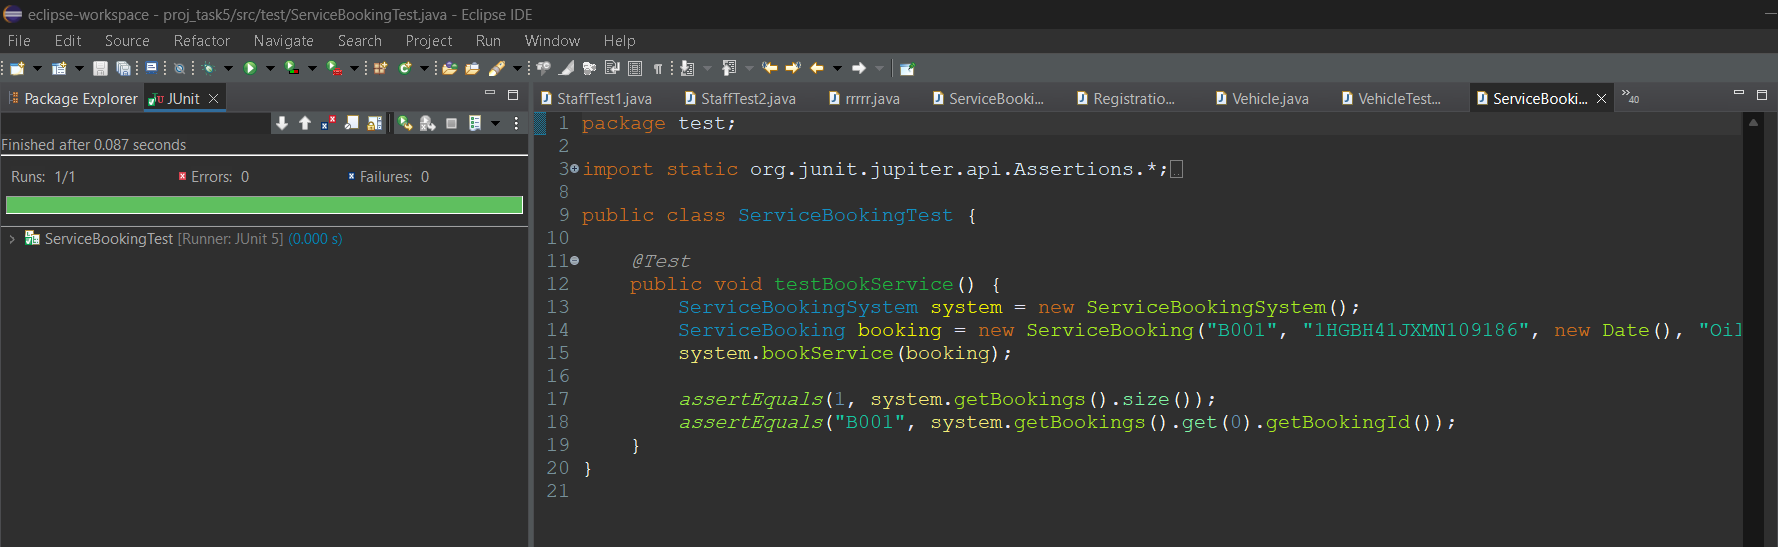 eclipse-workspace - proj_task5/src/test/ServiceBookingTest.java - Eclipse IDE
File Edit Source Refactor Navigate Search Project Run Window Help
Package Explorer JUnit
StaffTest1.java StaffTest2.java rrrrr.java ServiceBooki... Registratio... Vehicle.java VehicleTest... ServiceBooki... »40
Finished after 0.087 seconds
Runs: 1/1 Errors: 0 Failures: 0
ServiceBookingTest [Runner: JUnit 5] (0.000 s)
1 package test;
2
3 import static org.junit.jupiter.api.Assertions.*;
8
9 public class ServiceBookingTest {
10
11 @Test
12 public void testBookService() {
13 ServiceBookingSystem system = new ServiceBookingSystem();
14 ServiceBooking booking = new ServiceBooking("B001", "1HGBH41JXMN109186", new Date(), "Oil
15 system.bookService(booking);
16
17 assertEquals(1, system.getBookings().size());
18 assertEquals("B001", system.getBookings().get(0).getBookingId());
19 }
20 }
21